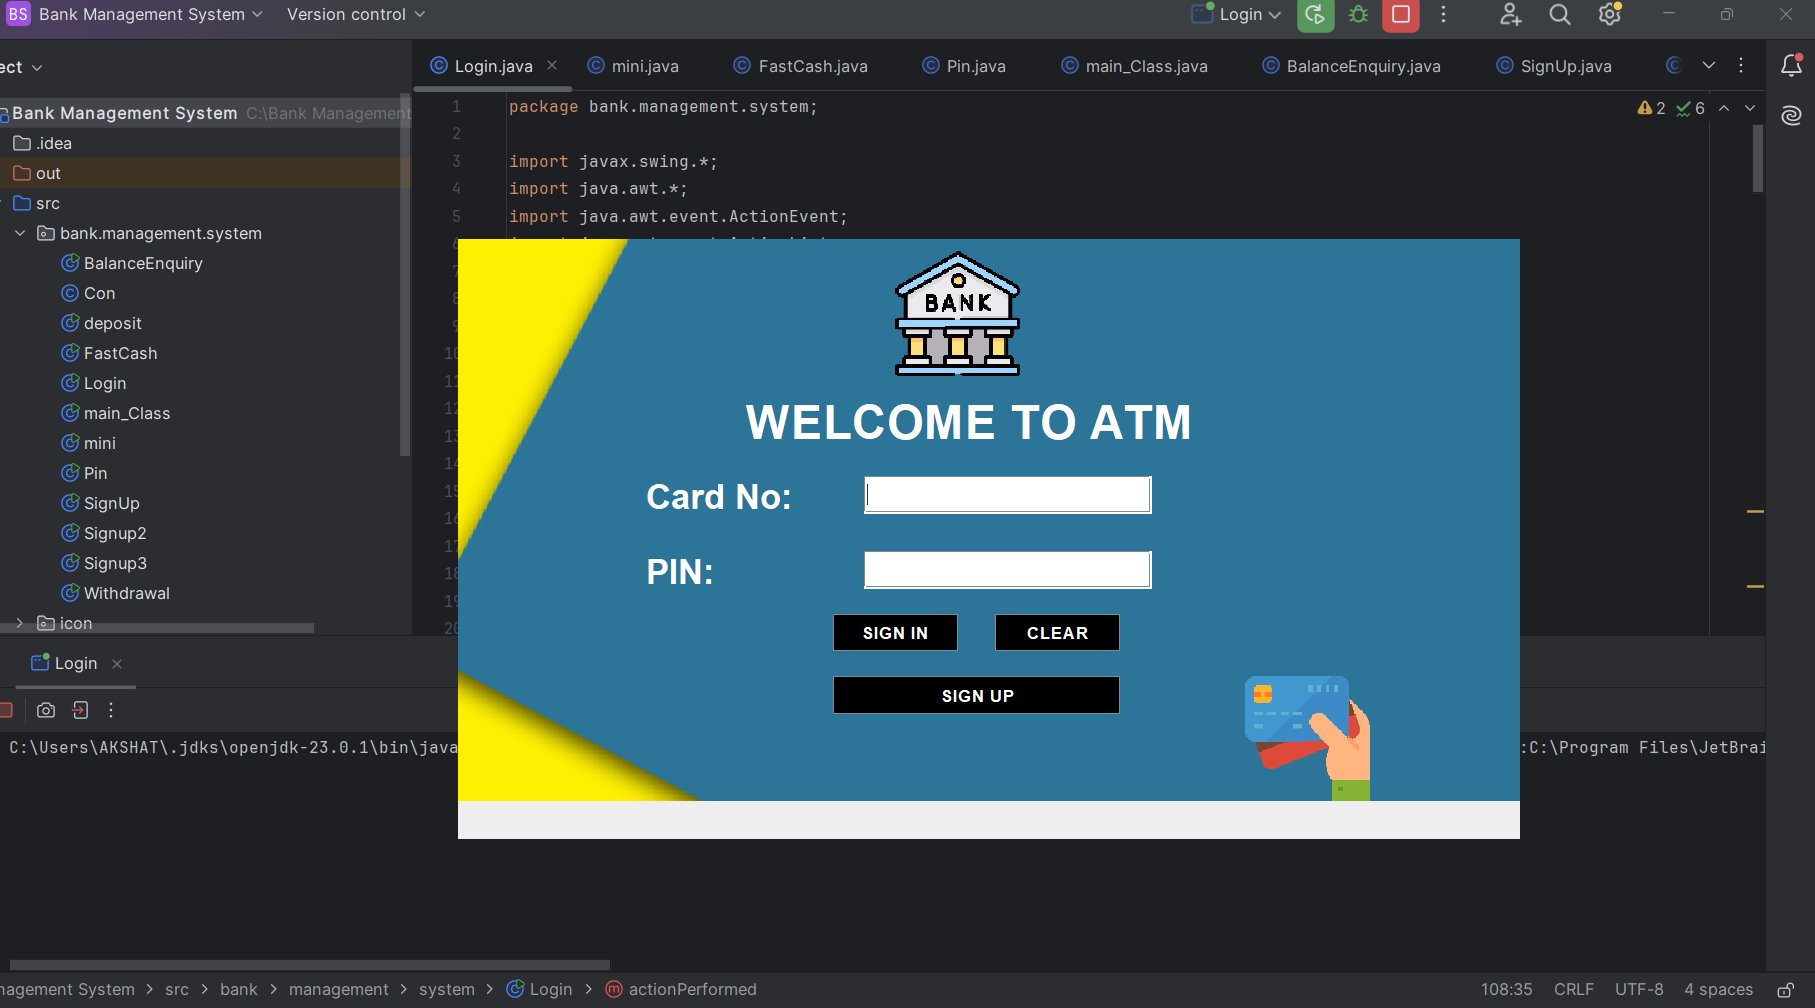 BS Bank Management System Version control Login
ect
Login.java mini.java FastCash.java Pin.java main_Class.java BalanceEnquiry.java SignUp.java
Bank Management System C:\Bank Management
.idea
out
src
bank.management.system
BalanceEnquiry
Con
deposit
FastCash
Login
main_Class
mini
Pin
SignUp
Signup2
Signup3
Withdrawal
icon
1 package bank.management.system;
2
3 import javax.swing.*;
4 import java.awt.*;
5 import java.awt.event.ActionEvent;
2 6
BANK
WELCOME TO ATM
Card No:
PIN:
SIGN IN CLEAR
SIGN UP
Login
C:\Users\AKSHAT\.jdks\openjdk-23.0.1\bin\java
:C:\Program Files\JetBrai
nagement System > src > bank > management > system > Login > actionPerformed
108:35 CRLF UTF-8 4 spaces